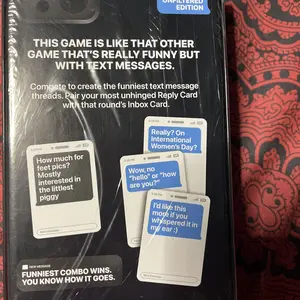 UNFILTERED
EDITION
THIS GAME IS LIKE THAT OTHER
GAME THAT'S REALLY FUNNY BUT
WITH TEXT MESSAGES.
Compete to create the funniest text message
threads. Pair your most unhinged Reply Card
with that round's Inbox Card.
How much for
feet pics?
Mostly
interested in
the littlest
piggy
Really? On
International
Women's Day?
Wow, no
"hello" or "how
are you?"
I'd like this
more if you
whispered it in
my ear :)
NEW MESSAGE
FUNNIEST COMBO WINS.
YOU KNOW HOW IT GOES.